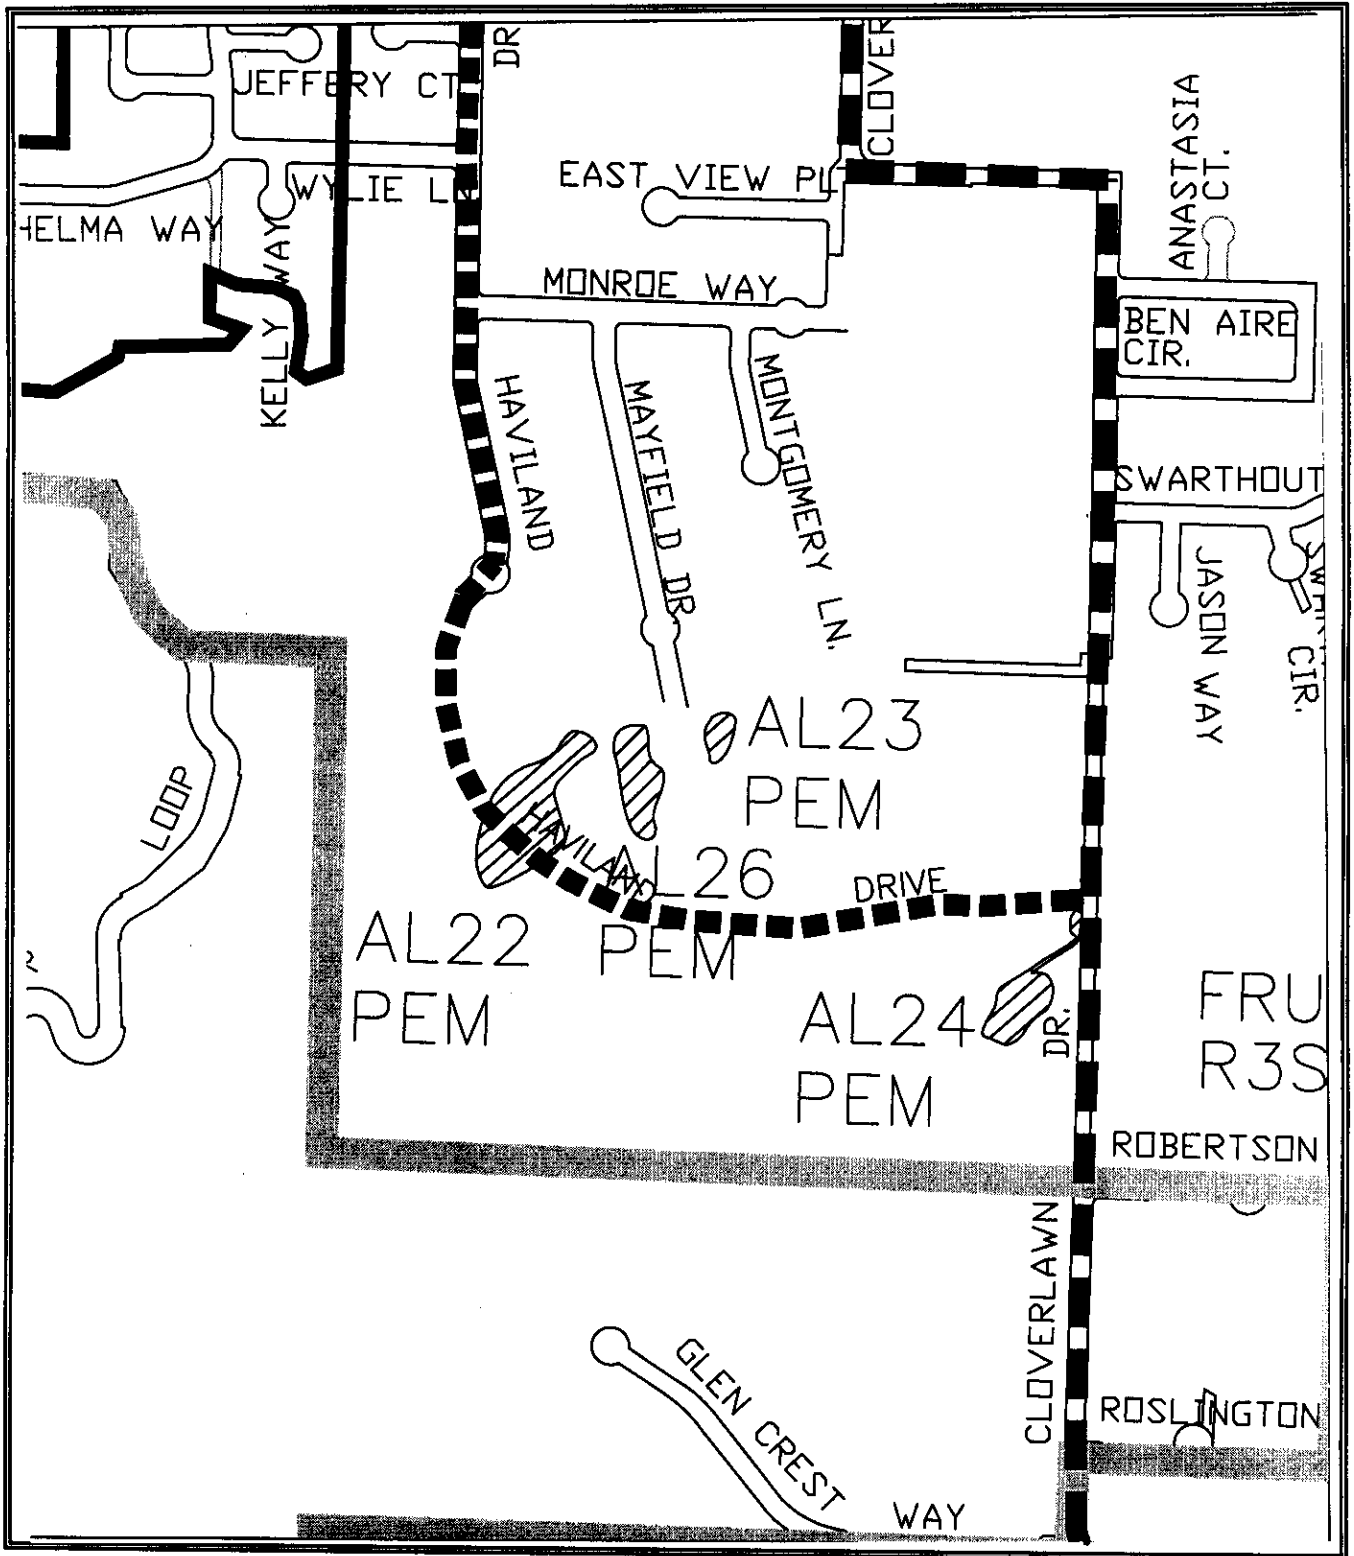 DR
CLOVER
JEFFERY CT
ANASTASIA
CT.
EAST VIEW PL
WYLIE LN
HELMA WAY
KELLY WAY
MONROE WAY
BEN AIRE
CIR.
HAVILAND
MAYFIELD DR
MONTGOMERY LN.
SWARTHOUT
JASON WAY
CIR.
AL23
PEM
LOOP
HAVILAND
DRIVE
AL26
PEM
AL22
PEM
AL24
PEM
DR.
FRU
R3S
ROBERTSON
CLOVERLAWN
GLEN CREST
WAY
ROSLINGTON